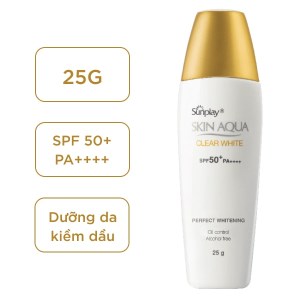 25G
SPF 50+
PA++++
Dưỡng da
kiềm dầu
Sunplay®
SKIN AQUA
CLEAR WHITE
SPF50+PA++++
PERFECT WHITENING
Oil control
Alcohol free
25 g